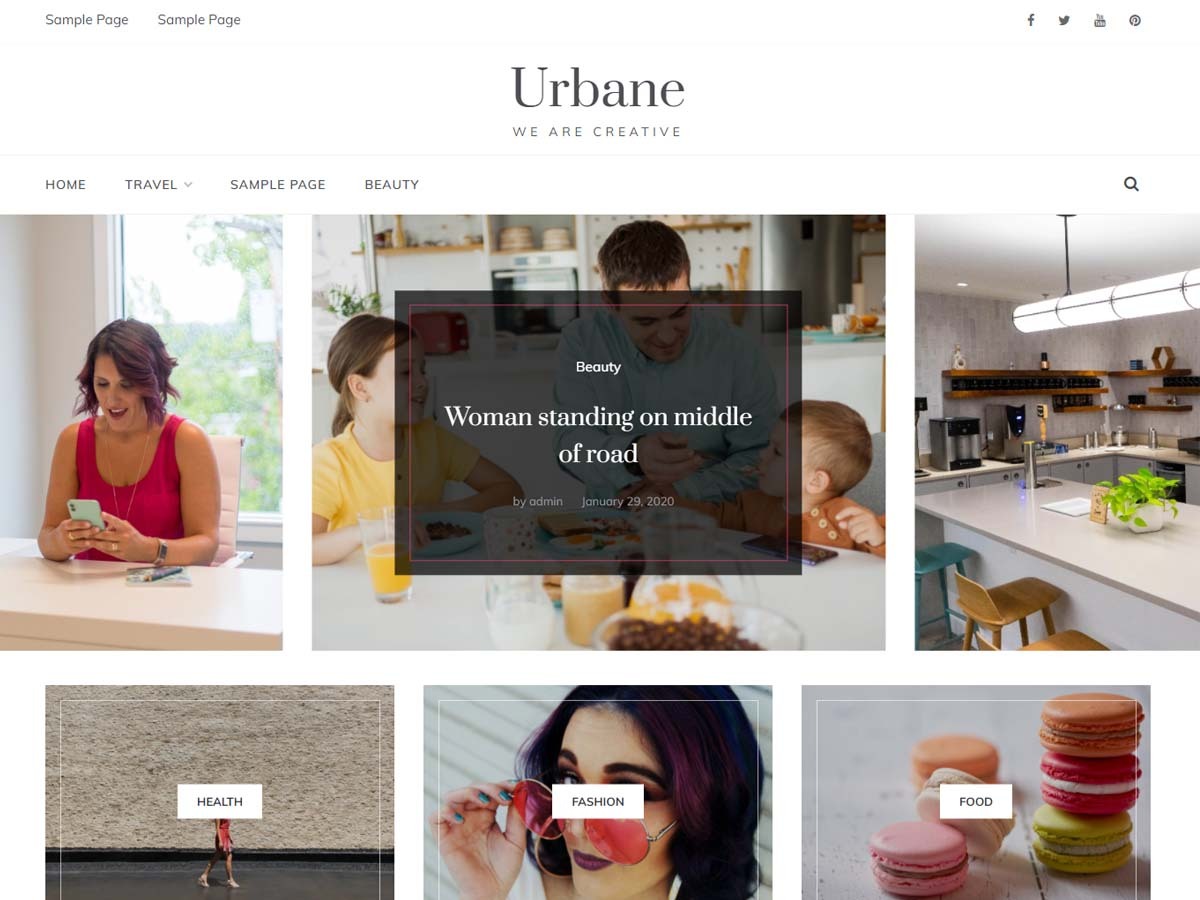 Sample Page Sample Page
Urbane
WE ARE CREATIVE
HOME TRAVEL SAMPLE PAGE BEAUTY
Beauty
Woman standing on middle
of road
by admin January 29, 2020
HEALTH FASHION FOOD